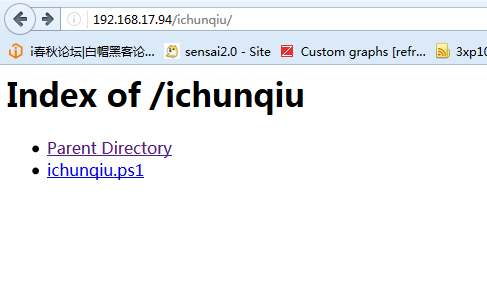 192.168.17.94/ichunqiu/
i春秋论坛|白帽黑客论... sensai2.0 - Site Custom graphs [refr... 3xp10
Index of /ichunqiu
Parent Directory
ichunqiu.ps1